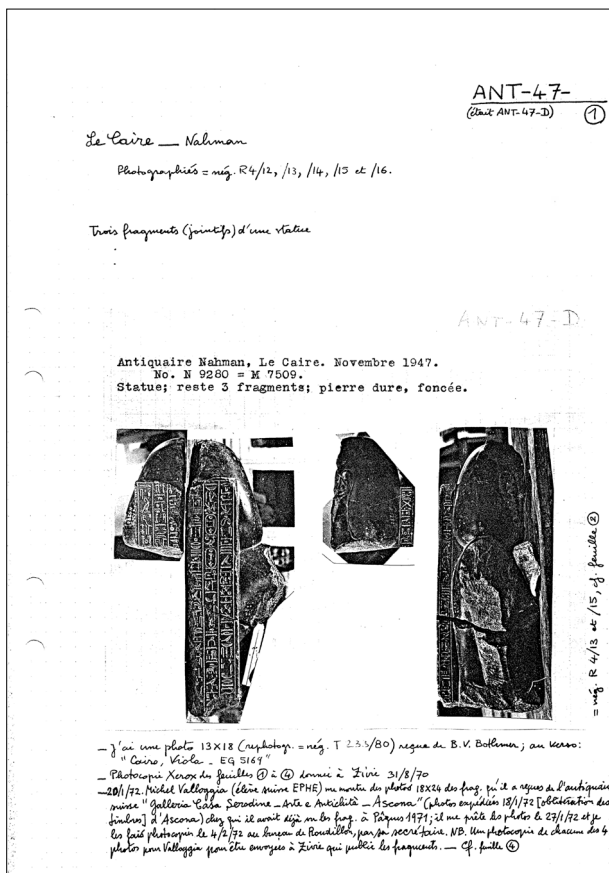 ANT-47-
(était ANT-47-D) ①
Le Caire — Nahman
Photographiés = nég. R4/12, /13, /14, /15 et /16.
Trois fragments (jointifs) d'une statue
ANT-47-D
Antiquaire Nahman, Le Caire. Novembre 1947.
No. N 9280 = M 7509.
Statue; reste 3 fragments; pierre dure, foncée.
= nég. R 4/13 et /15, cf. feuille ②
— J'ai une photo 13X18 (rephotogr. = nég. T 233/80) reçue de B.V. Bothmer; au verso:
"Cairo, Viola - EG 5169"
— Photocopie Xerox des feuilles ① à ④ donnée à Zivie 31/8/70
— 20/1/72. Michel Valloggia (élève suisse EPHE) me montre des photos 18X24 des frag. qu'il a reçues de l'antiquaire
suisse "Galleria Casa Serodine - Arte e Antichità - Ascona" (photos expédiées 18/1/72 [oblitération des
timbres] d'Ascona) chez qui il avait déjà vu les frag. à Pâques 1971; il me prête les photos le 27/1/72 et je
les fais photocopier le 4/2/72 au bureau de Roudillon, par sa secrétaire. NB. Une photocopie de chacune des 4
photos pour Valloggia pour être envoyées à Zivie qui publie les fragments. — Cf. feuille ④